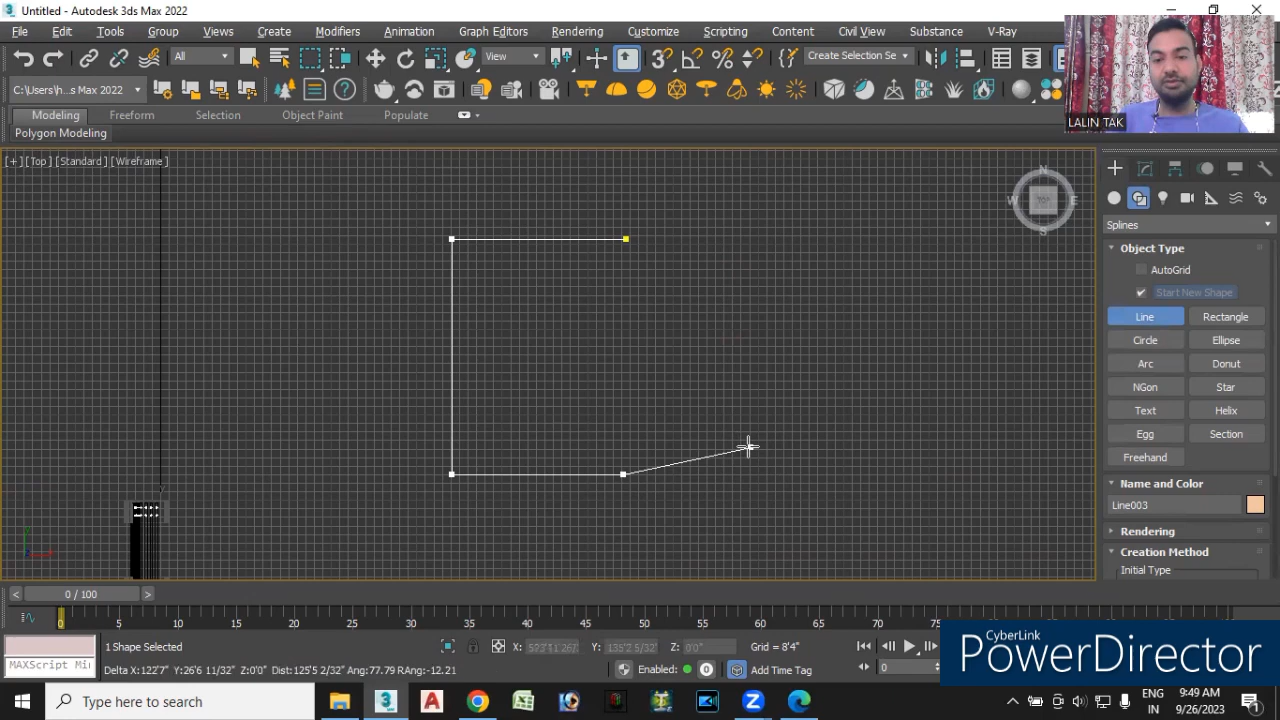 Untitled - Autodesk 3ds Max 2022
File Edit Tools Group Views Create Modifiers Animation Graph Editors Rendering Customize Scripting Content Civil View Substance V-Ray
All View Create Selection Se
C:\Users\h...s Max 2022
Modeling Freeform Selection Object Paint Populate
Polygon Modeling
LALIN TAK
[+] [Top] [Standard] [Wireframe]
N
W TOP E
S
Splines
Object Type
AutoGrid
Start New Shape
Line Rectangle
Circle Ellipse
Arc Donut
NGon Star
Text Helix
Egg Section
Freehand
Name and Color
Line003
Rendering
Creation Method
Initial Type
0 / 100
0 5 10 15 20 25 30 35 40 45 50 55 60 65 70 75 80
1 Shape Selected
X: Y: Z: 0'0" Grid = 8'4"
MAXScript Mi
Delta X:122'7" Y:26'6 11/32" Z:0'0" Dist:125'5 2/32" Ang=77.79 RAng=-12.21
Enabled: 0 Add Time Tag
0
CyberLink
PowerDirector
Type here to search
ENG
IN
9:49 AM
9/26/2023
1